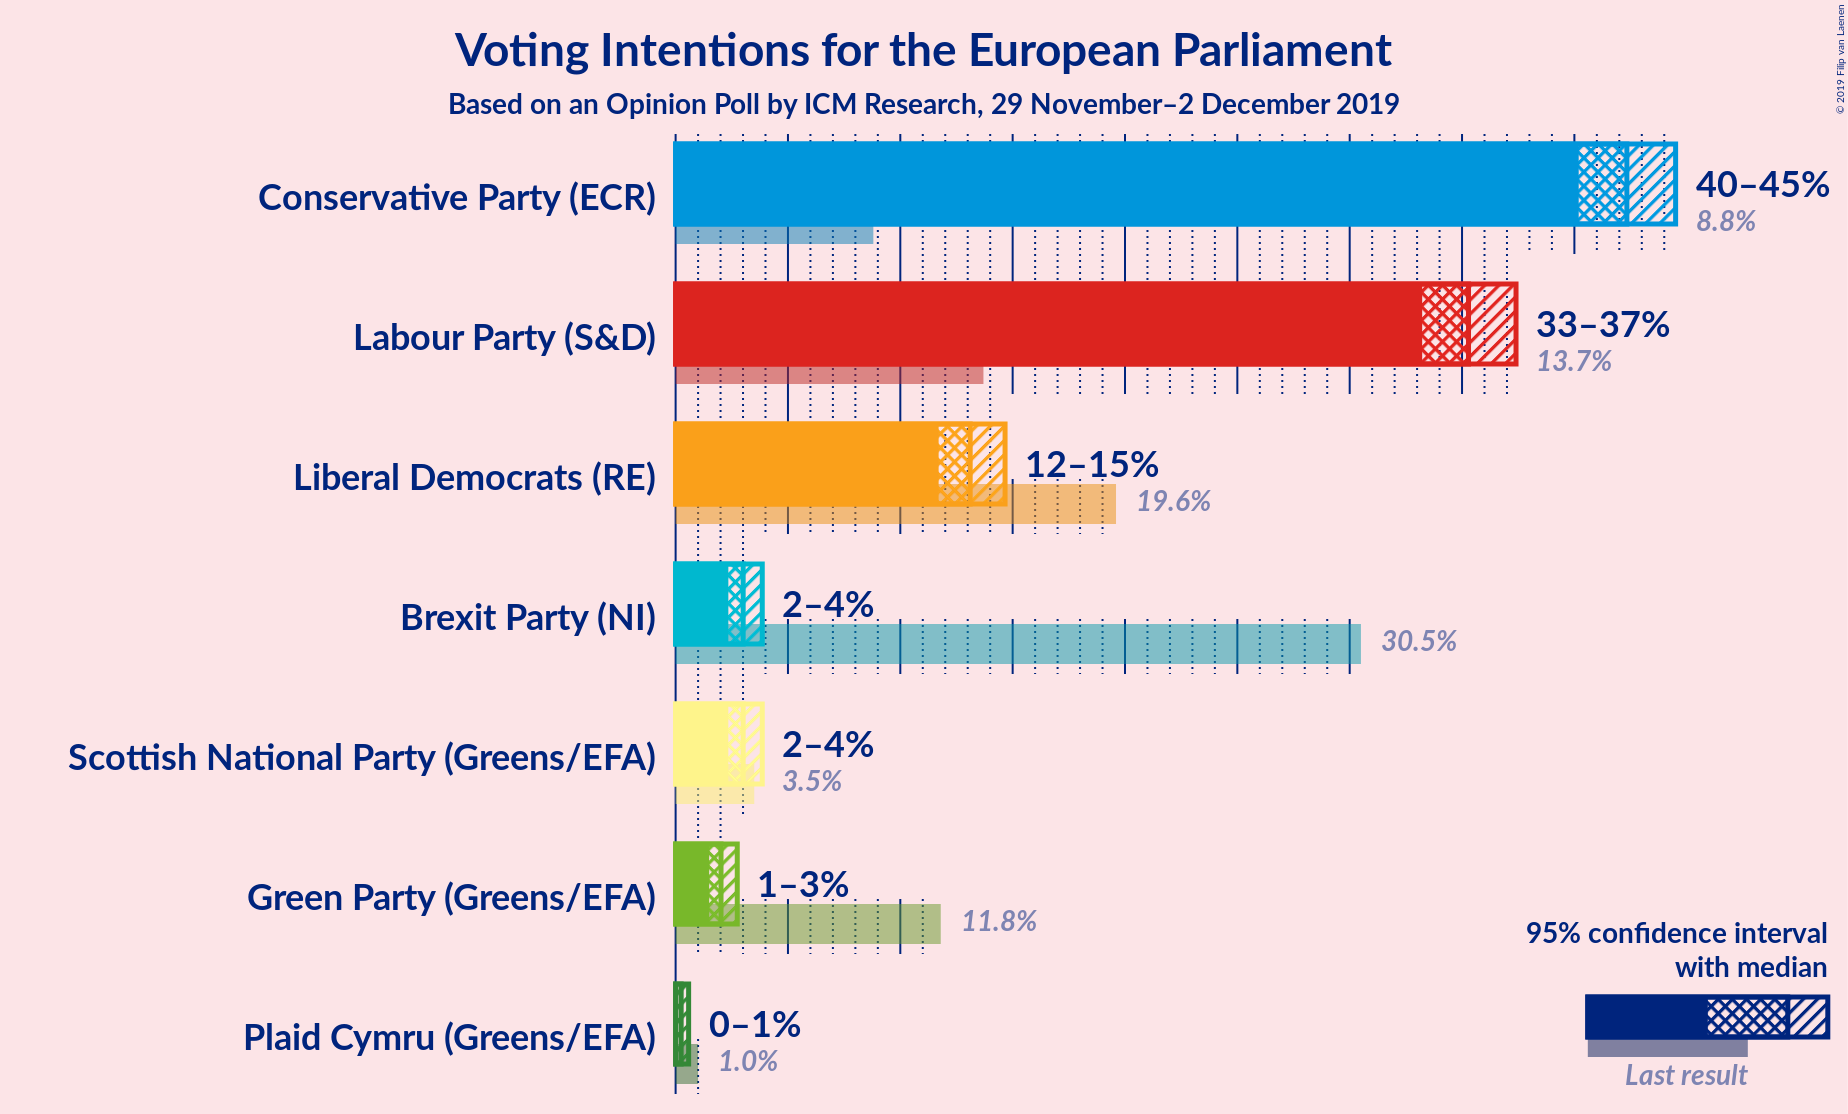 Voting Intentions for the European Parliament
Based on an Opinion Poll by ICM Research, 29 November–2 December 2019
© 2019 Filip van Laenen
Conservative Party (ECR)
40–45%
8.8%
Labour Party (S&D)
33–37%
13.7%
Liberal Democrats (RE)
12–15%
19.6%
Brexit Party (NI)
2–4%
30.5%
Scottish National Party (Greens/EFA)
2–4%
3.5%
Green Party (Greens/EFA)
1–3%
11.8%
Plaid Cymru (Greens/EFA)
0–1%
1.0%
95% confidence interval
with median
Last result